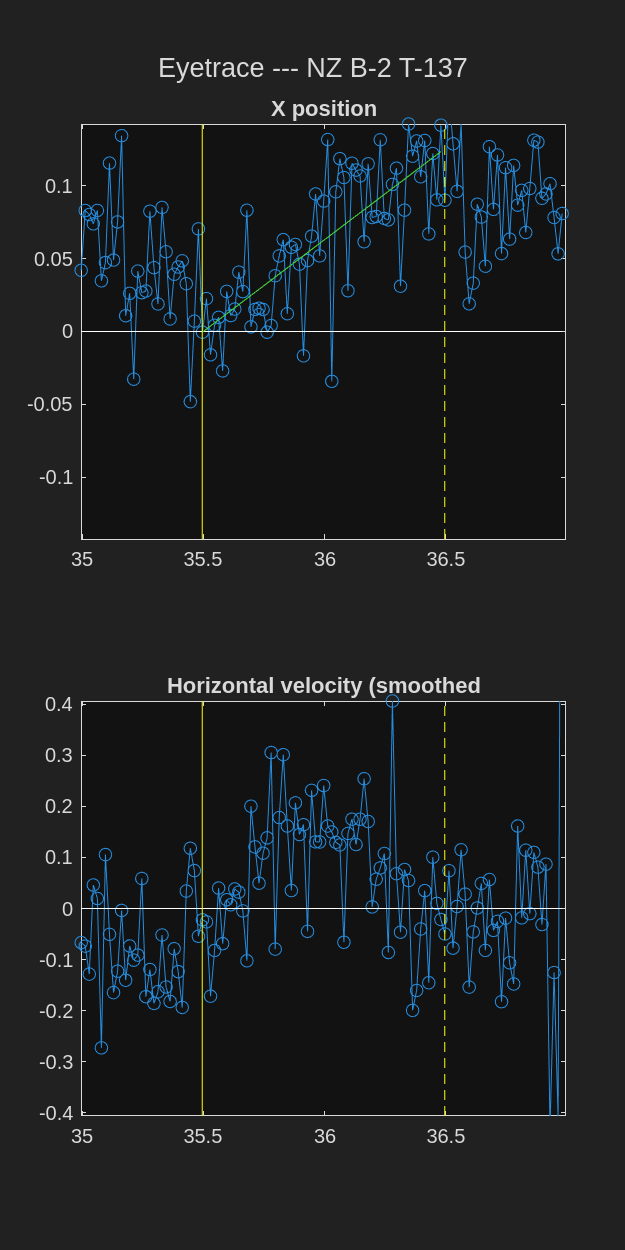 Eyetrace --- NZ B-2 T-137
X position
0.1
0.05
0
-0.05
-0.1
35 35.5 36 36.5
Horizontal velocity (smoothed
0.4
0.3
0.2
0.1
0
-0.1
-0.2
-0.3
-0.4
35 35.5 36 36.5